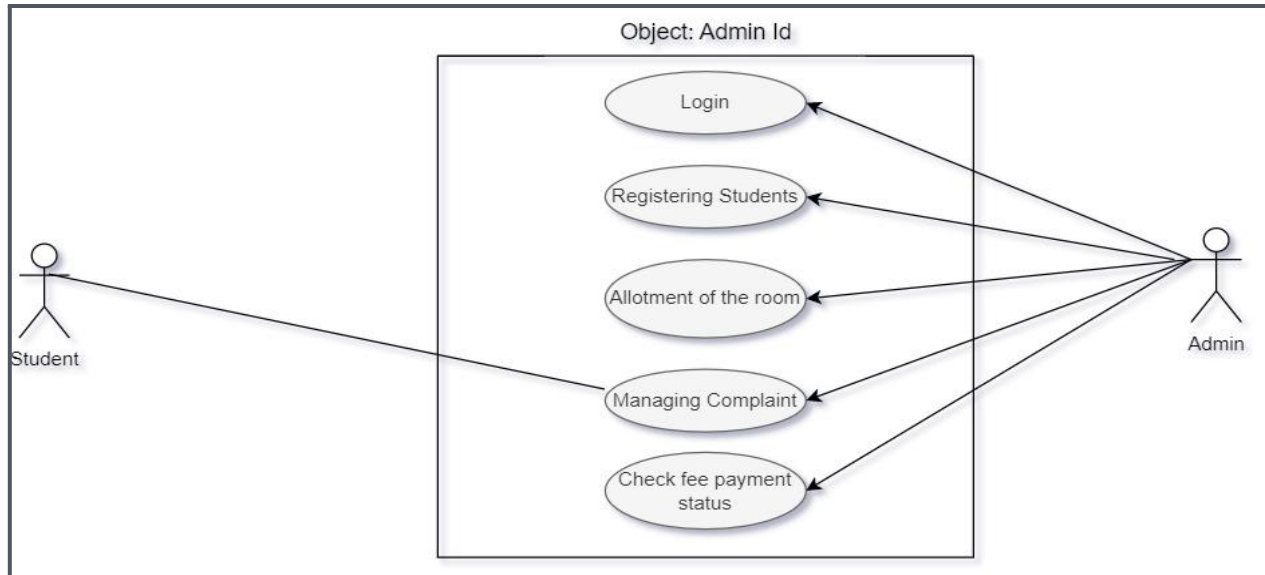 Object: Admin Id
Login
Registering Students
Allotment of the room
Managing Complaint
Check fee payment
status
Student
Admin